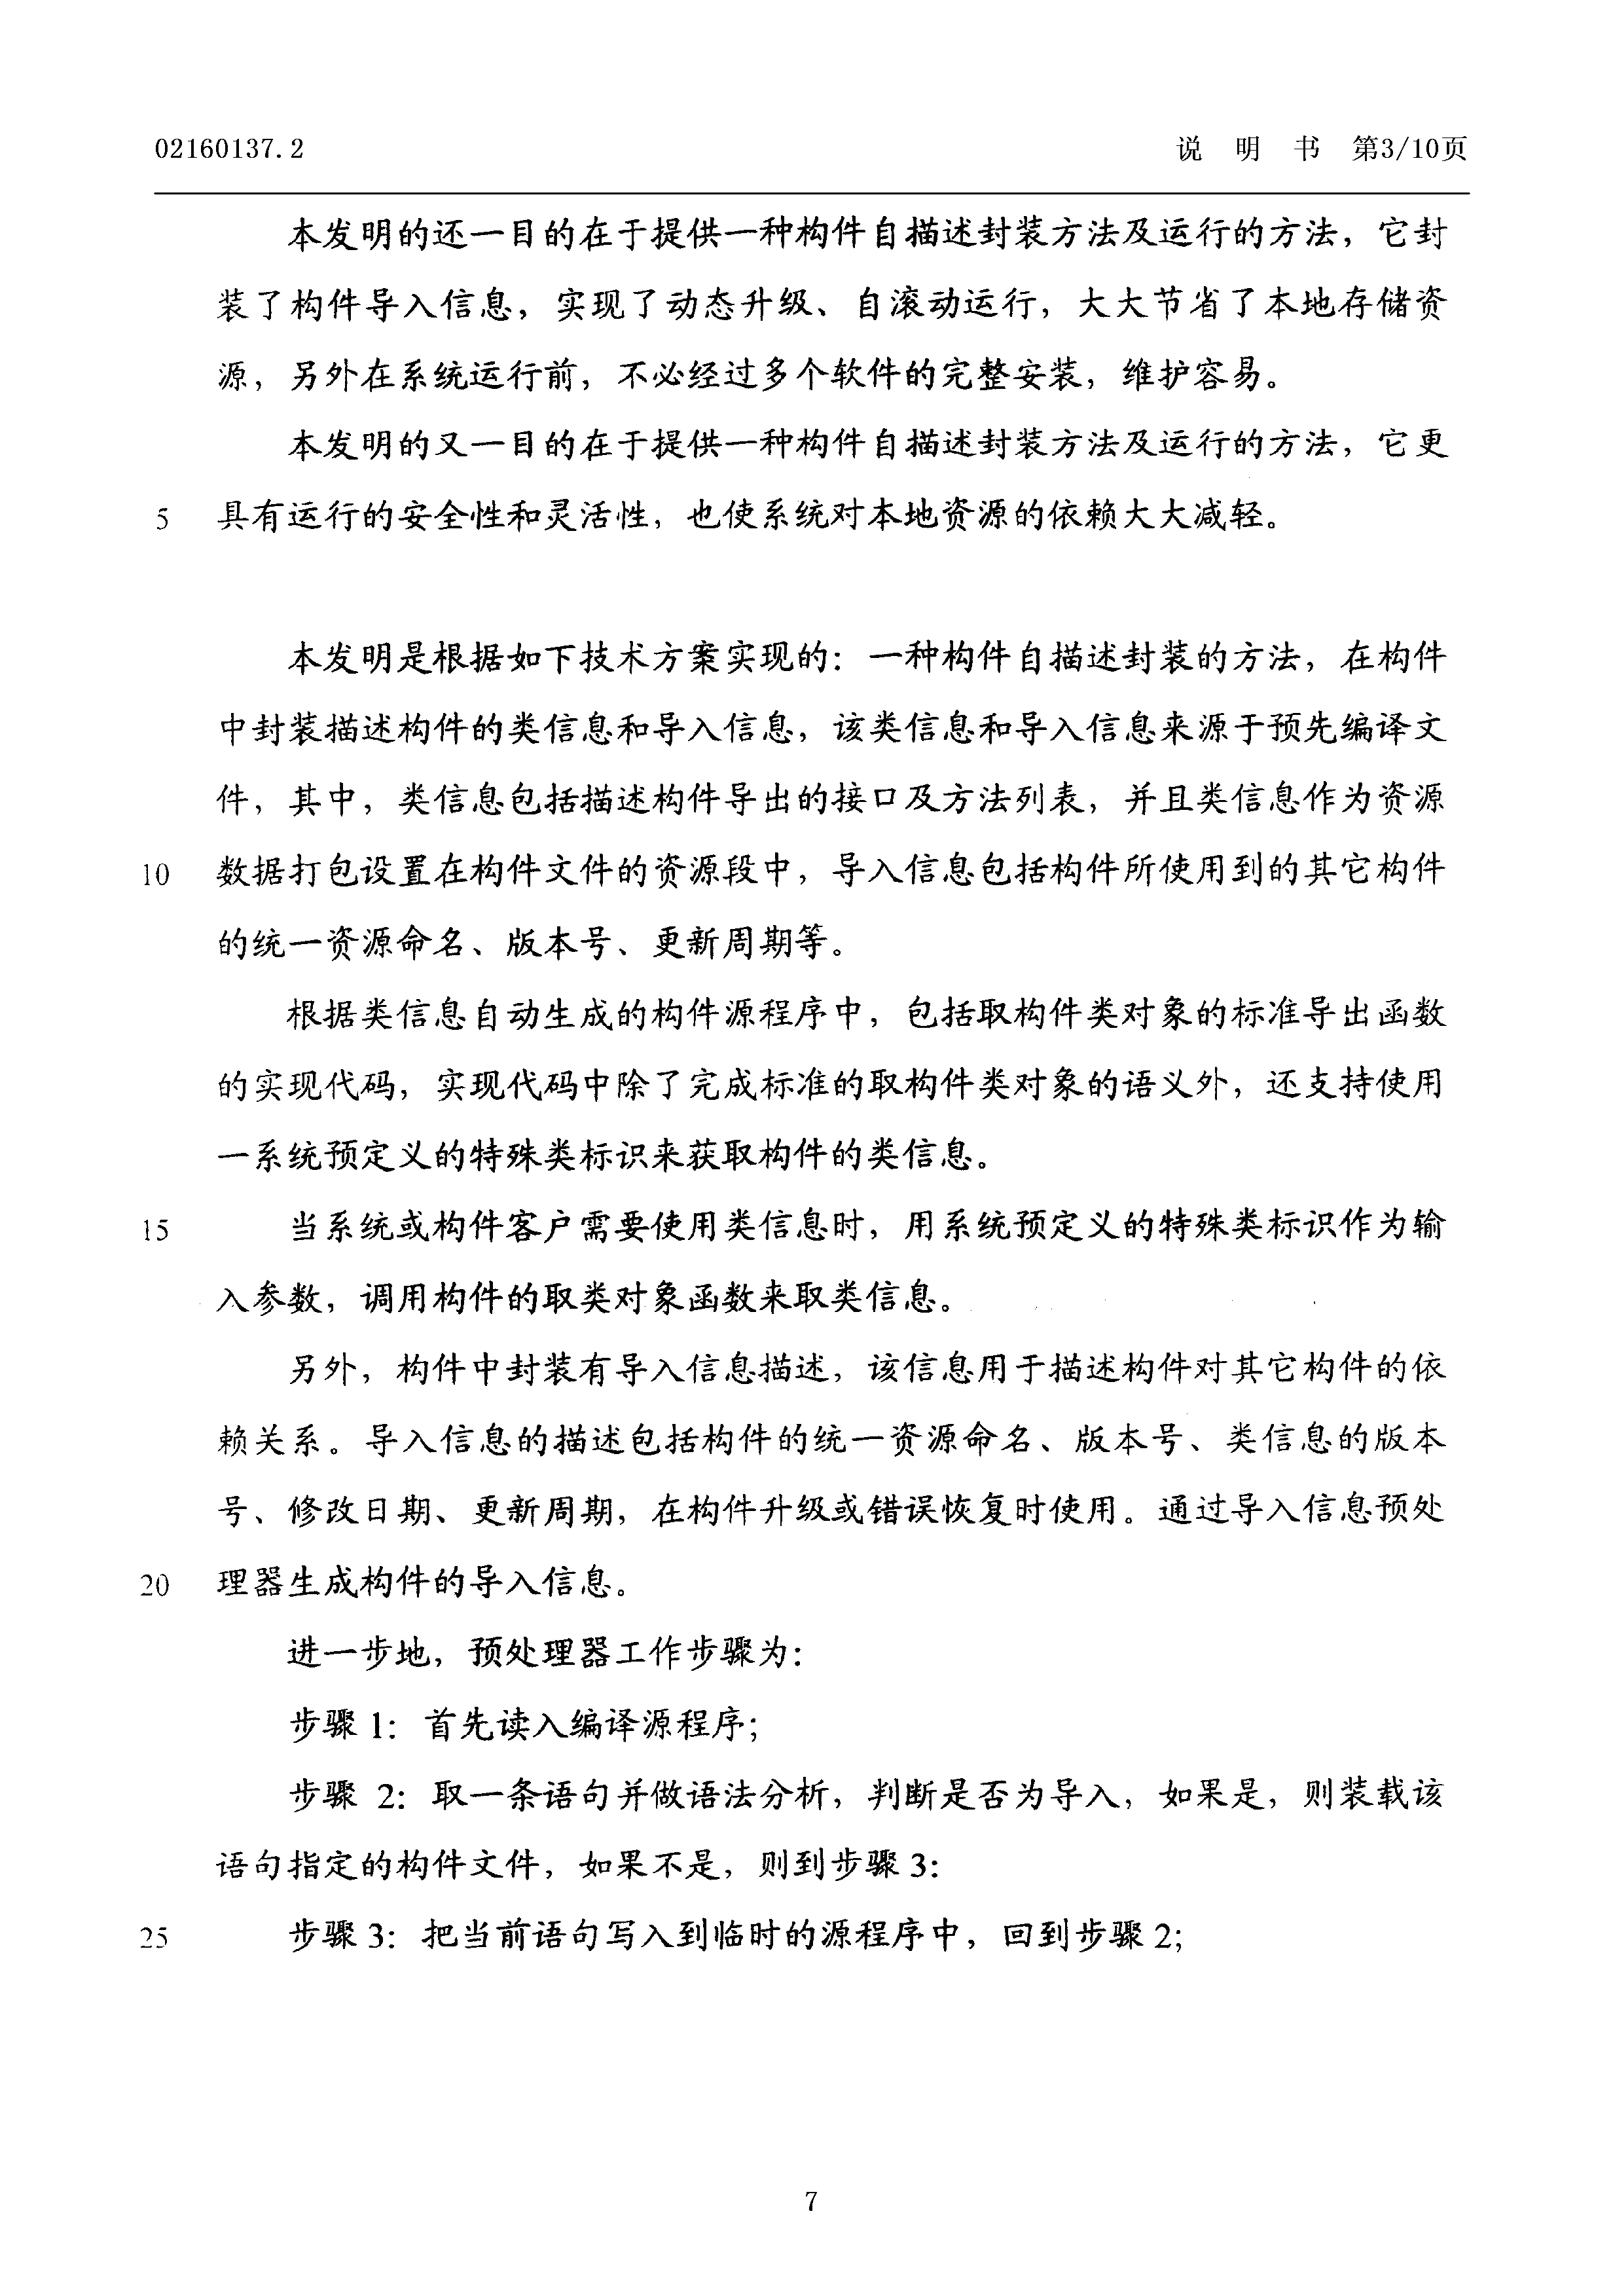 02160137.2 说 明 书 第3/10页
本发明的还一目的在于提供一种构件自描述封装方法及运行的方法，它封
装了构件导入信息，实现了动态升级、自滚动运行，大大节省了本地存储资
源，另外在系统运行前，不必经过多个软件的完整安装，维护容易。
本发明的又一目的在于提供一种构件自描述封装方法及运行的方法，它更
5 具有运行的安全性和灵活性，也使系统对本地资源的依赖大大减轻。
本发明是根据如下技术方案实现的：一种构件自描述封装的方法，在构件
中封装描述构件的类信息和导入信息，该类信息和导入信息来源于预先编译文
件，其中，类信息包括描述构件导出的接口及方法列表，并且类信息作为资源
10 数据打包设置在构件文件的资源段中，导入信息包括构件所使用到的其它构件
的统一资源命名、版本号、更新周期等。
根据类信息自动生成的构件源程序中，包括取构件类对象的标准导出函数
的实现代码，实现代码中除了完成标准的取构件类对象的语义外，还支持使用
一系统预定义的特殊类标识来获取构件的类信息。
15 当系统或构件客户需要使用类信息时，用系统预定义的特殊类标识作为输
入参数，调用构件的取类对象函数来取类信息。
另外，构件中封装有导入信息描述，该信息用于描述构件对其它构件的依
赖关系。导入信息的描述包括构件的统一资源命名、版本号、类信息的版本
号、修改日期、更新周期，在构件升级或错误恢复时使用。通过导入信息预处
20 理器生成构件的导入信息。
进一步地，预处理器工作步骤为：
步骤 1：首先读入编译源程序；
步骤 2：取一条语句并做语法分析，判断是否为导入，如果是，则装载该
语句指定的构件文件，如果不是，则到步骤 3：
25 步骤 3：把当前语句写入到临时的源程序中，回到步骤 2；
7